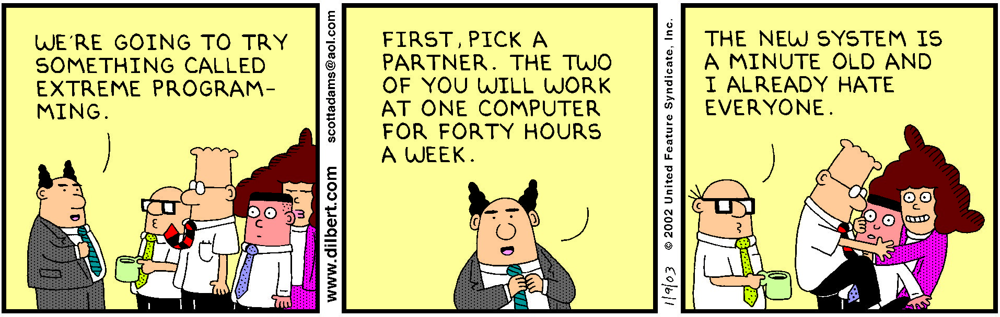 WE'RE GOING TO TRY
SOMETHING CALLED
EXTREME PROGRAM-
MING.
www.dilbert.com scottadams@aol.com
FIRST, PICK A
PARTNER. THE TWO
OF YOU WILL WORK
AT ONE COMPUTER
FOR FORTY HOURS
A WEEK.
1/9/03 © 2002 United Feature Syndicate, Inc.
THE NEW SYSTEM IS
A MINUTE OLD AND
I ALREADY HATE
EVERYONE.